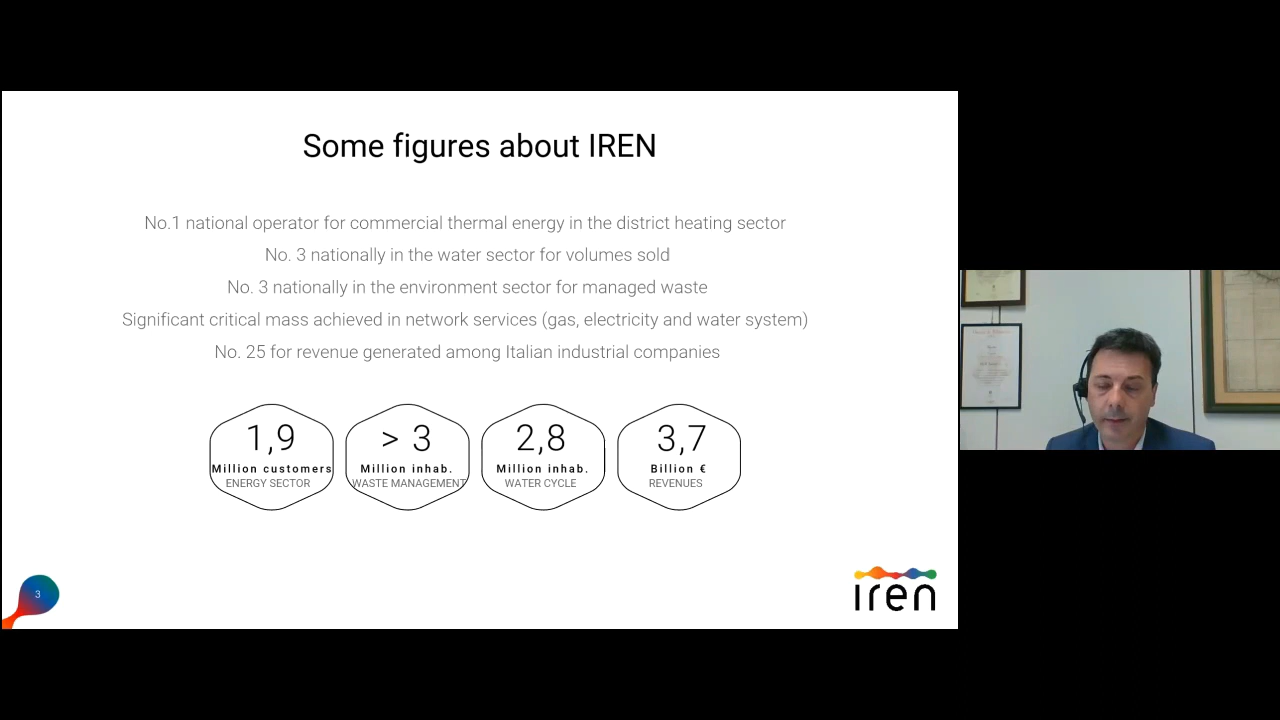 Some figures about IREN
No.1 national operator for commercial thermal energy in the district heating sector
No. 3 nationally in the water sector for volumes sold
No. 3 nationally in the environment sector for managed waste
Significant critical mass achieved in network services (gas, electricity and water system)
No. 25 for revenue generated among Italian industrial companies
1,9
Million customers
ENERGY SECTOR
> 3
Million inhab.
WASTE MANAGEMENT
2,8
Million inhab.
WATER CYCLE
3,7
Billion €
REVENUES
3
iren